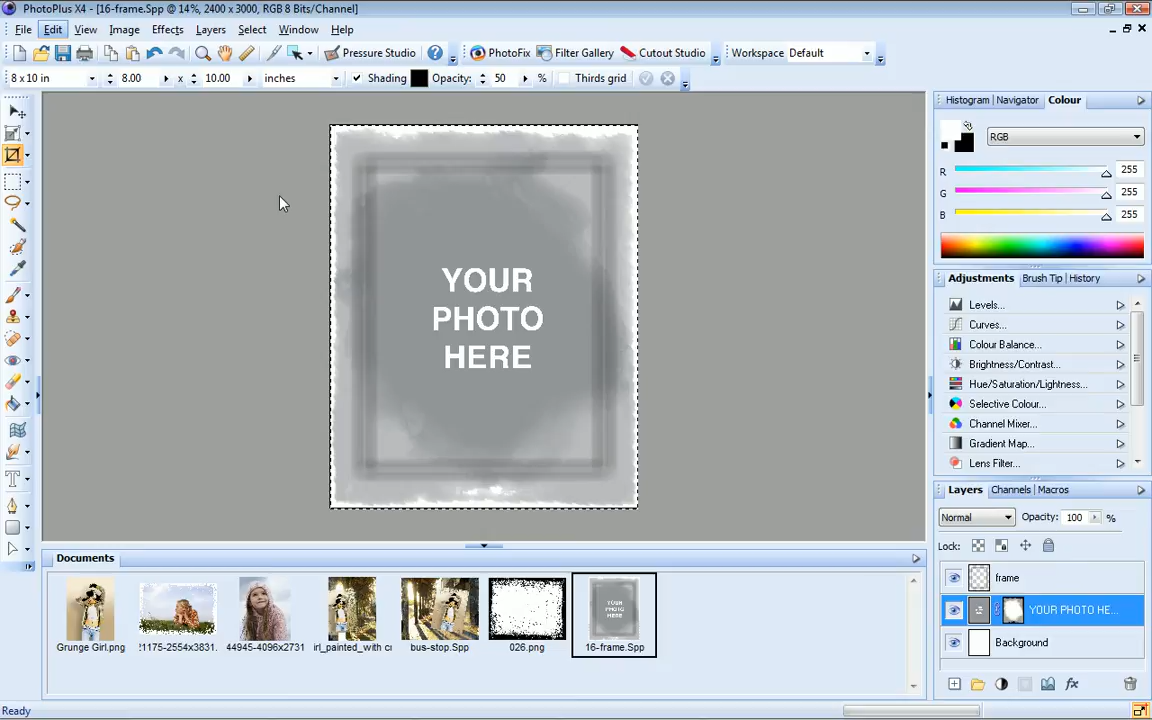 PhotoPlus X4 - [16-frame.Spp @ 14%, 2400 x 3000, RGB 8 Bits/Channel]
File Edit View Image Effects Layers Select Window Help
Pressure Studio PhotoFix Filter Gallery Cutout Studio Workspace Default
8 x 10 in 8.00 x 10.00 inches Shading Opacity: 50 % Thirds grid
Histogram Navigator Colour
RGB
R 255
G 255
B 255
YOUR
PHOTO
HERE
Adjustments Brush Tip History
Levels...
Curves...
Colour Balance...
Brightness/Contrast...
Hue/Saturation/Lightness...
Selective Colour...
Channel Mixer...
Gradient Map...
Lens Filter...
Layers Channels Macros
Normal Opacity: 100 %
Lock:
frame
YOUR PHOTO HE...
Background
Documents
Grunge Girl.png !1175-2554x3831. 44945-4096x2731 irl_painted_with cr bus-stop.Spp 026.png 16-frame.Spp
Ready